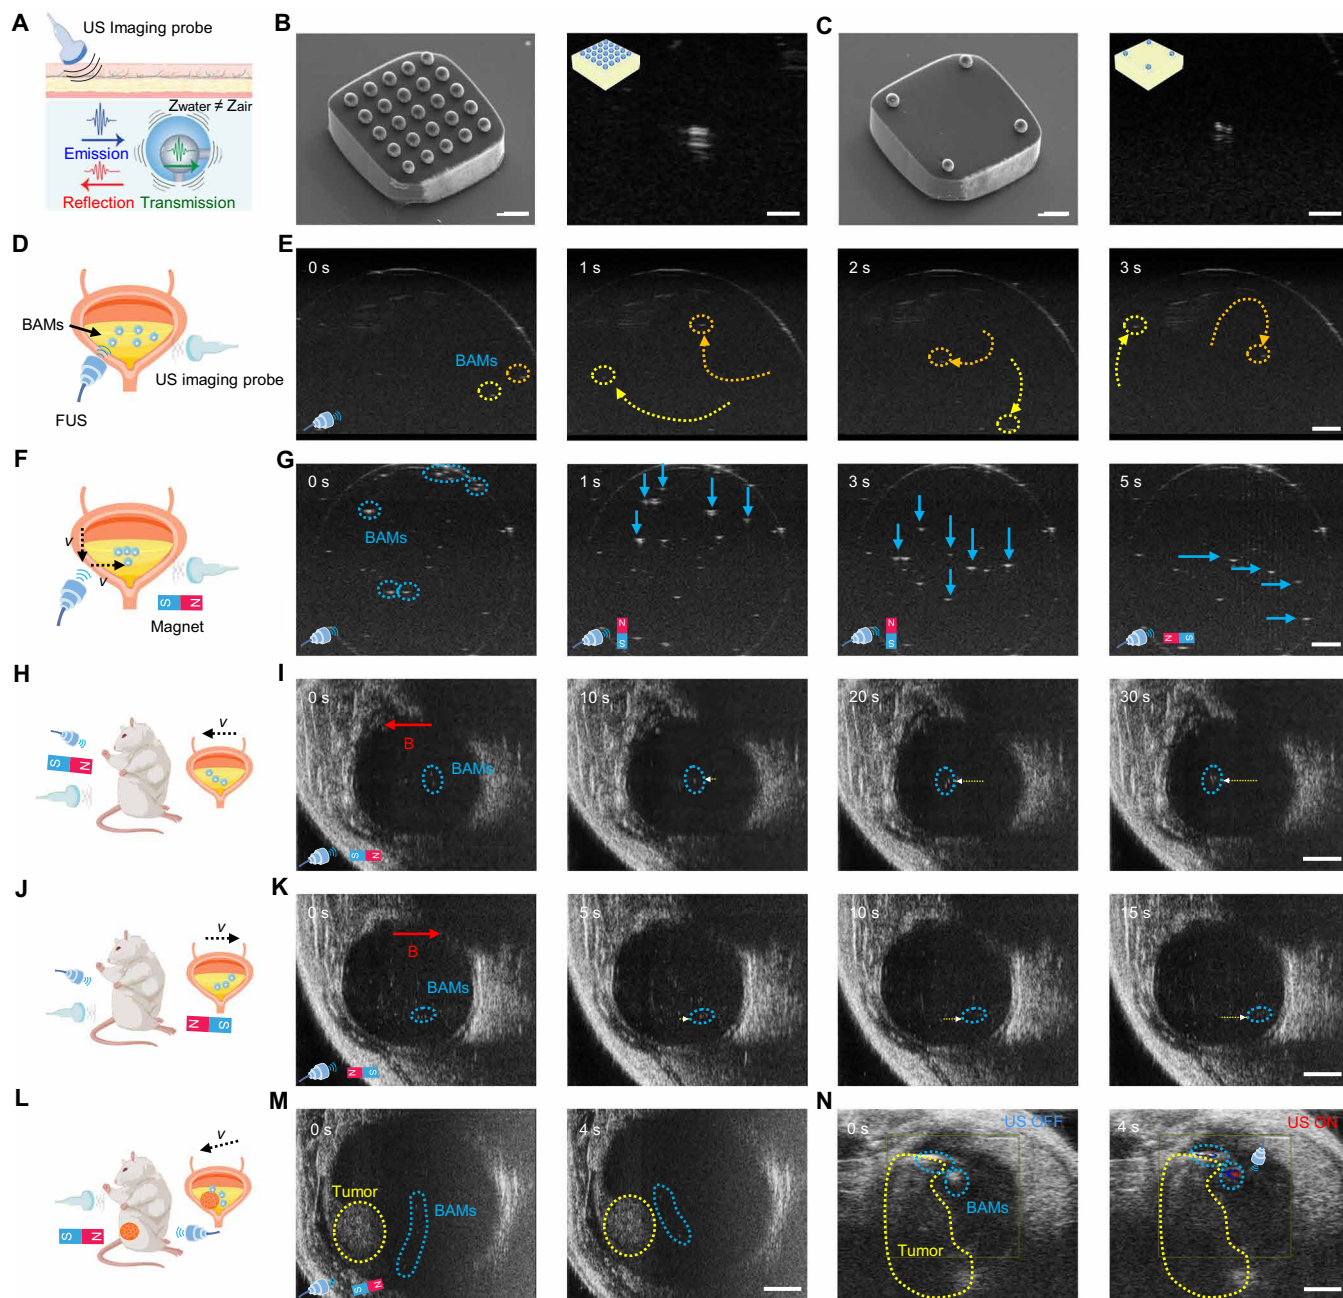 A
US Imaging probe
Zwater ≠ Zair
Emission
Reflection Transmission
B
C
D
BAMs
US imaging probe
FUS
E
0 s
BAMs
1 s
2 s
3 s
F
v
v
S N
Magnet
G
0 s
BAMs
1 s
N
S
3 s
N
S
5 s
N S
H
v
S N
I
0 s
B
BAMs
S N
10 s
20 s
30 s
J
v
N S
K
0 s
B
BAMs
N S
5 s
10 s
15 s
L
v
S N
M
0 s
Tumor
BAMs
S N
4 s
N
0 s
US OFF
BAMs
Tumor
4 s
US ON